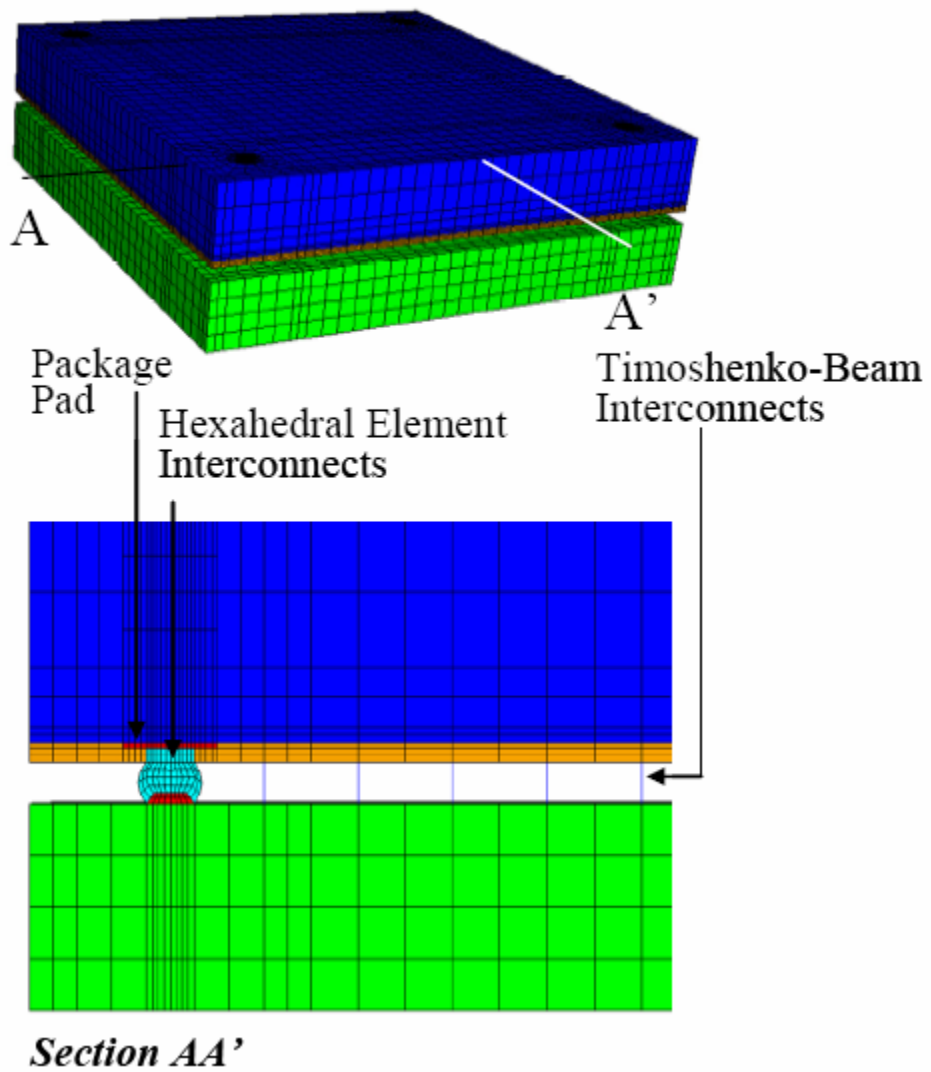 A
A’
Package
Pad
Timoshenko-Beam
Interconnects
Hexahedral Element
Interconnects
Section AA’